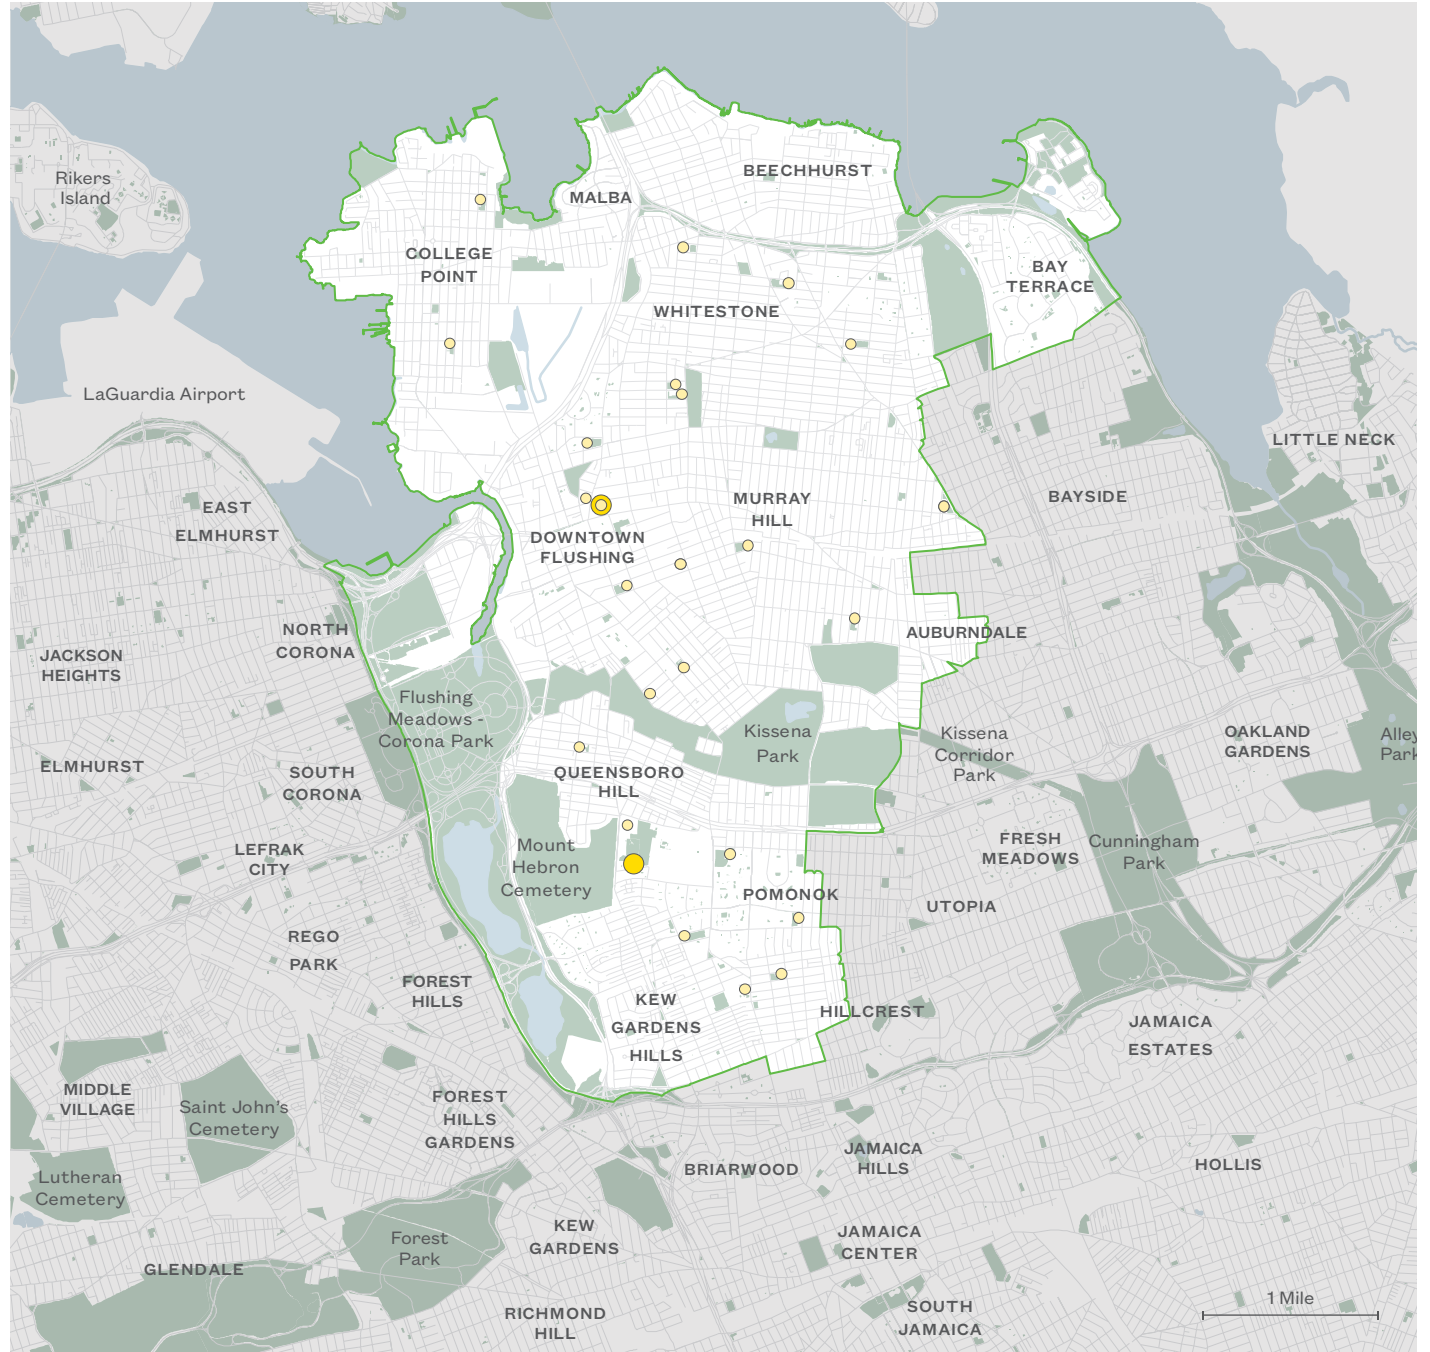 BEECHHURST
Rikers
Island
MALBA
COLLEGE
POINT
BAY
TERRACE
WHITESTONE
LaGuardia Airport
LITTLE NECK
BAYSIDE
EAST
ELMHURST
MURRAY
HILL
DOWNTOWN
FLUSHING
NORTH
CORONA
AUBURNDALE
JACKSON
HEIGHTS
Flushing
Meadows -
Corona Park
Kissena
Park
Kissena
Corridor
Park
OAKLAND
GARDENS
Alley
Park
ELMHURST
SOUTH
CORONA
QUEENSBORO
HILL
LEFRAK
CITY
Mount
Hebron
Cemetery
FRESH
MEADOWS
Cunningham
Park
POMONOK
UTOPIA
REGO
PARK
FOREST
HILLS
KEW
GARDENS
HILLS
HILLCREST
JAMAICA
ESTATES
MIDDLE
VILLAGE
Saint John's
Cemetery
FOREST
HILLS
GARDENS
JAMAICA
HILLS
BRIARWOOD
HOLLIS
Lutheran
Cemetery
KEW
GARDENS
Forest
Park
JAMAICA
CENTER
GLENDALE
RICHMOND
HILL
SOUTH
JAMAICA
1 Mile